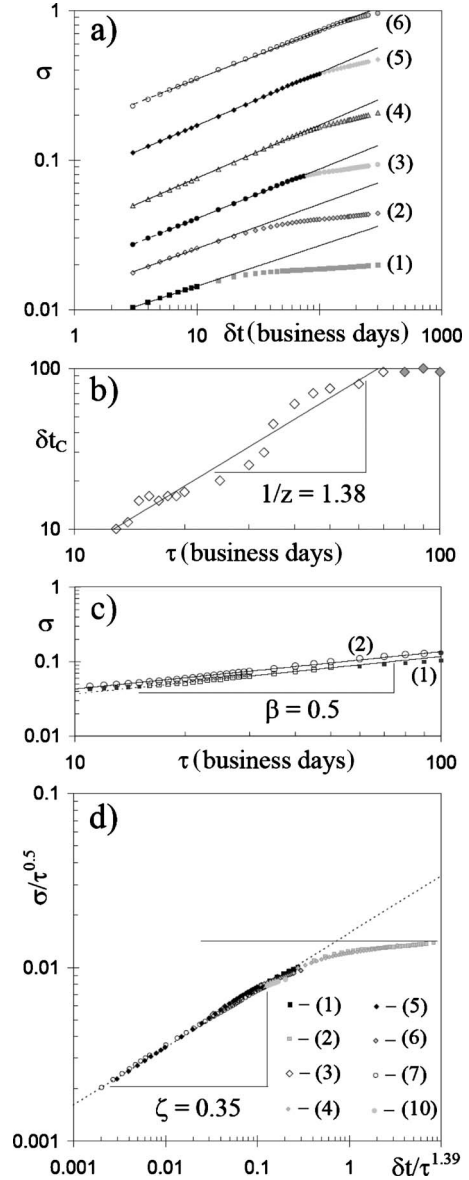 a)
σ
1
0.1
0.01
(6)
(5)
(4)
(3)
(2)
(1)
1 10 100 1000
δt (business days)
b)
δtC
100
10
1/z = 1.38
10 100
τ (business days)
c)
σ
1
0.1
0.01
(2)
(1)
β = 0.5
10 100
τ (business days)
d)
σ/τ^0.5
0.1
0.01
0.001
ζ = 0.35
– (1) – (5)
– (2) – (6)
– (3) – (7)
– (4) – (10)
0.001 0.01 0.1 1 10
δt/τ^1.39